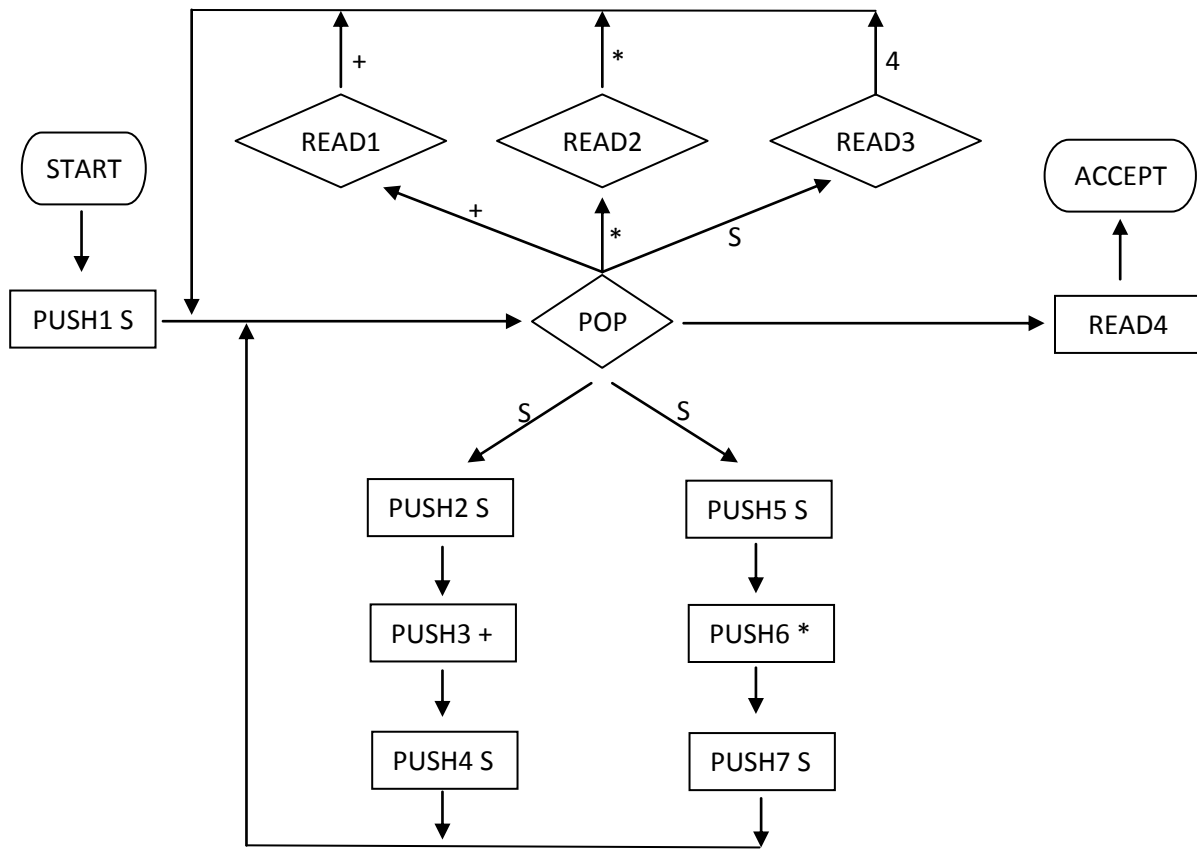 +
*
4
READ1
READ2
READ3
START
ACCEPT
+
*
S
PUSH1 S
POP
READ4
S
S
PUSH2 S
PUSH5 S
PUSH3 +
PUSH6 *
PUSH4 S
PUSH7 S